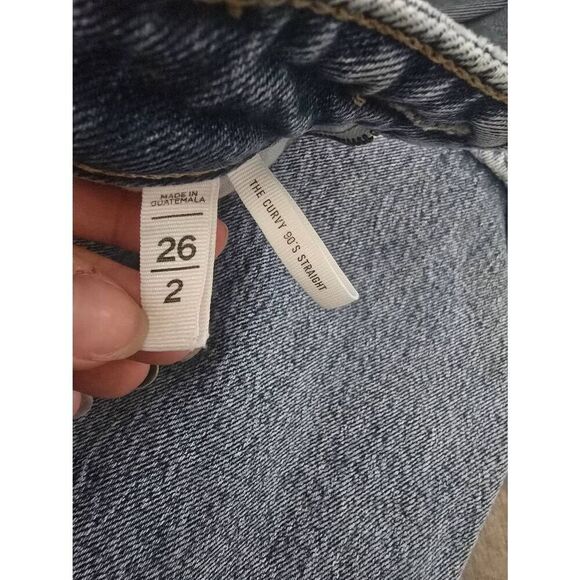 MADE IN
GUATEMALA
26
2
THE CURVY 90'S STRAIGHT